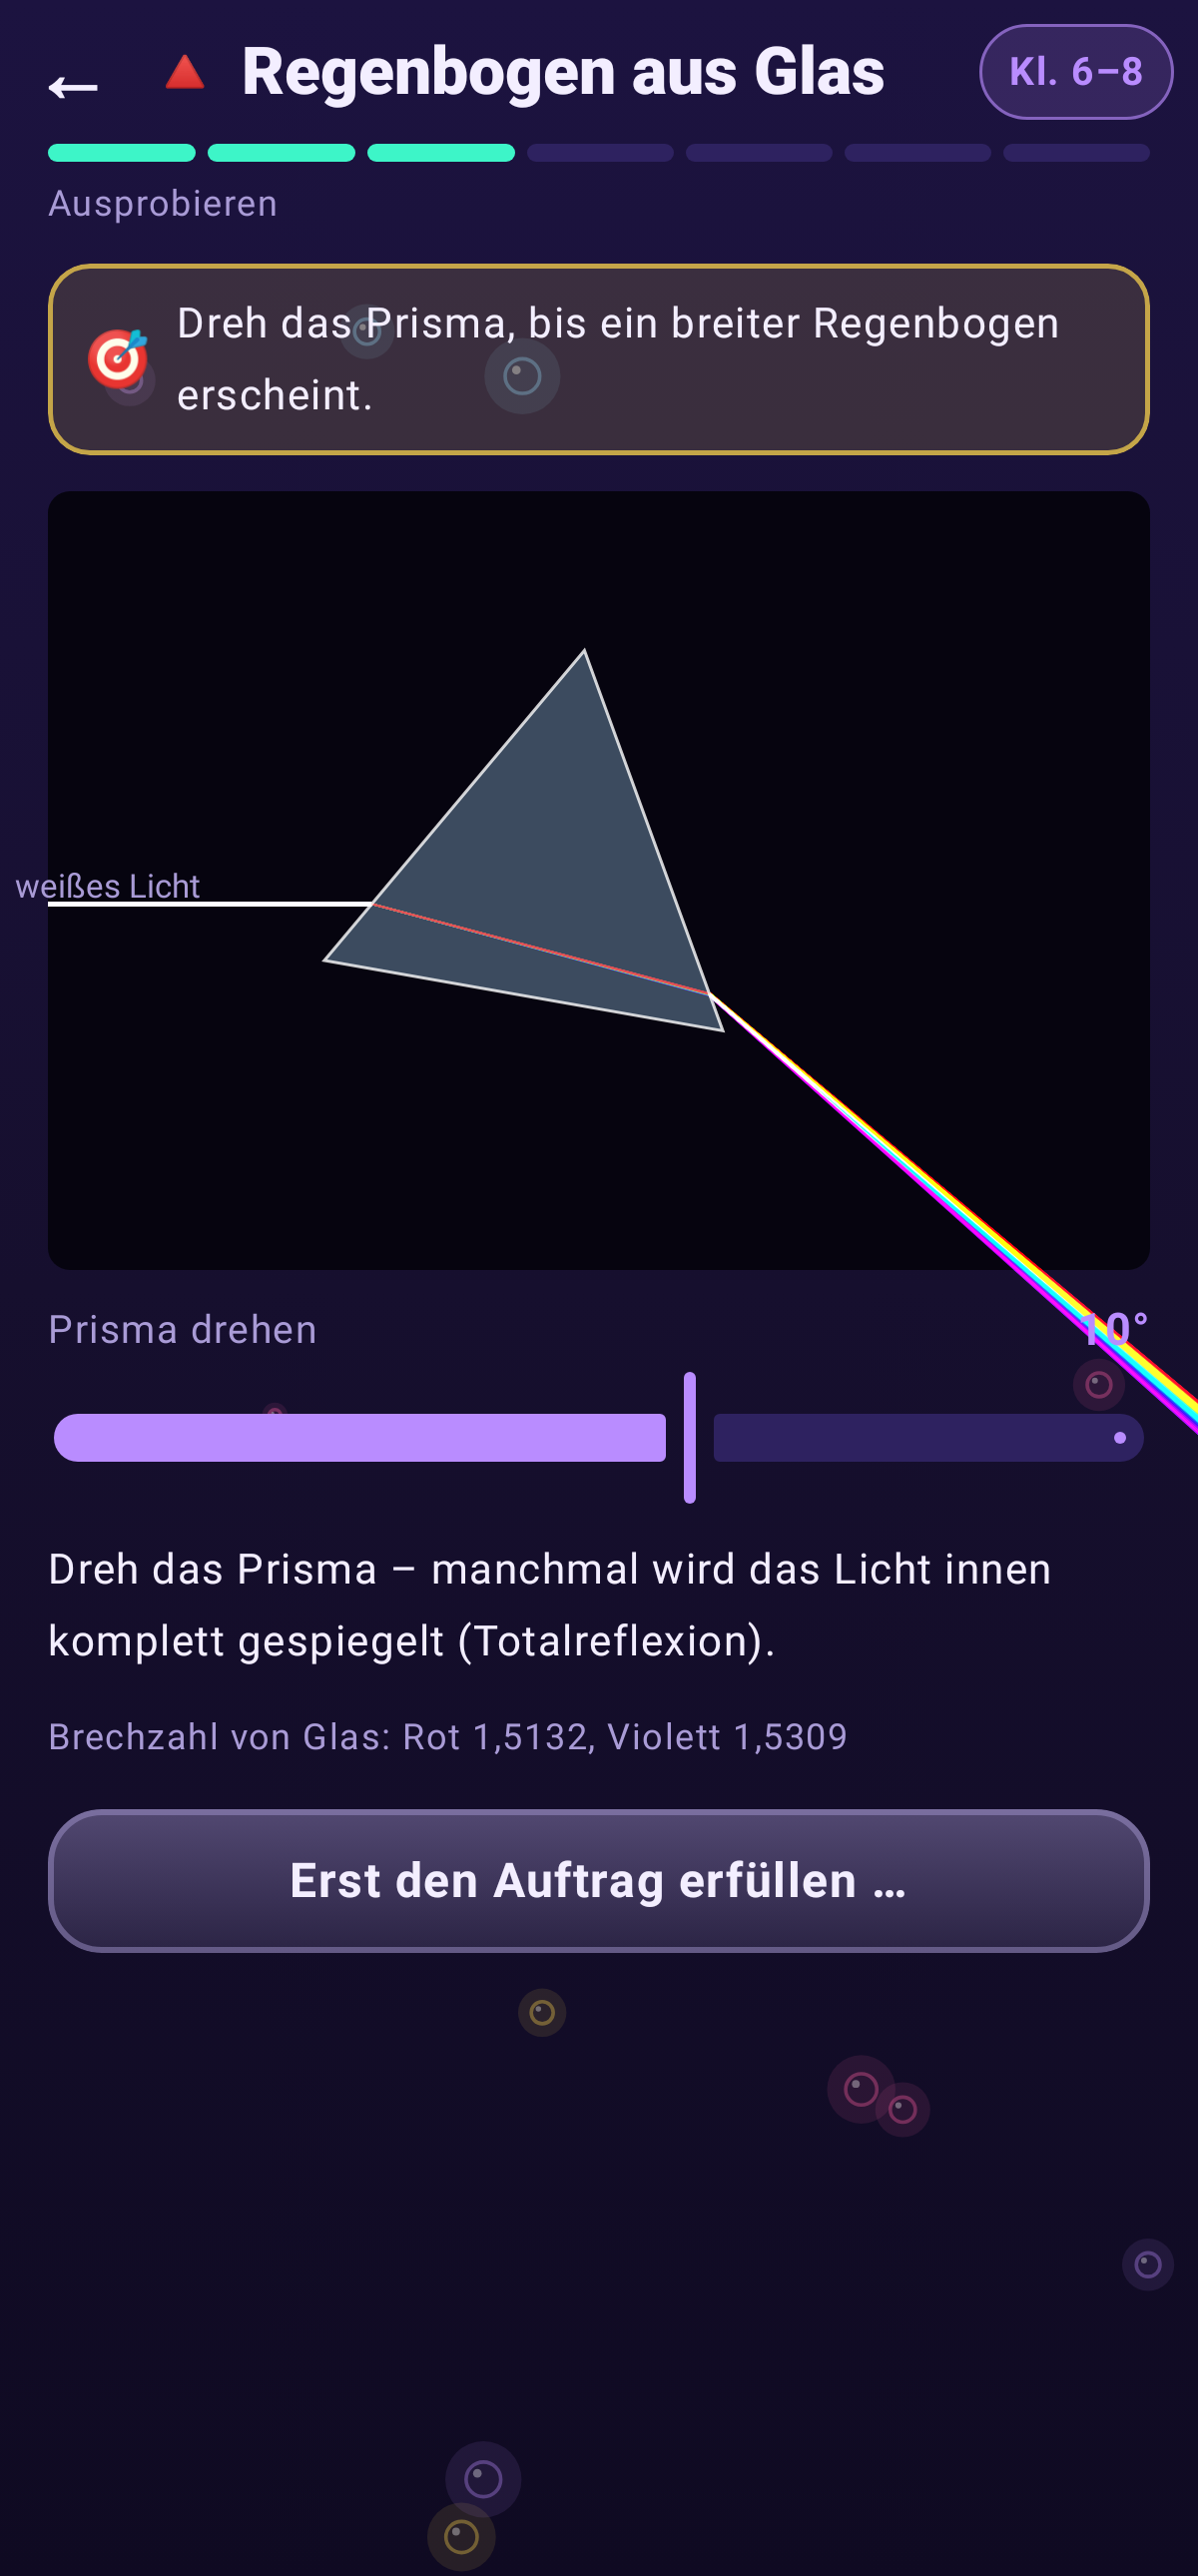 ← 🔺 Regenbogen aus Glas Kl. 6–8
Ausprobieren
Dreh das Prisma, bis ein breiter Regenbogen
erscheint.
weißes Licht
Prisma drehen 10°
Dreh das Prisma – manchmal wird das Licht innen
komplett gespiegelt (Totalreflexion).
Brechzahl von Glas: Rot 1,5132, Violett 1,5309
Erst den Auftrag erfüllen …